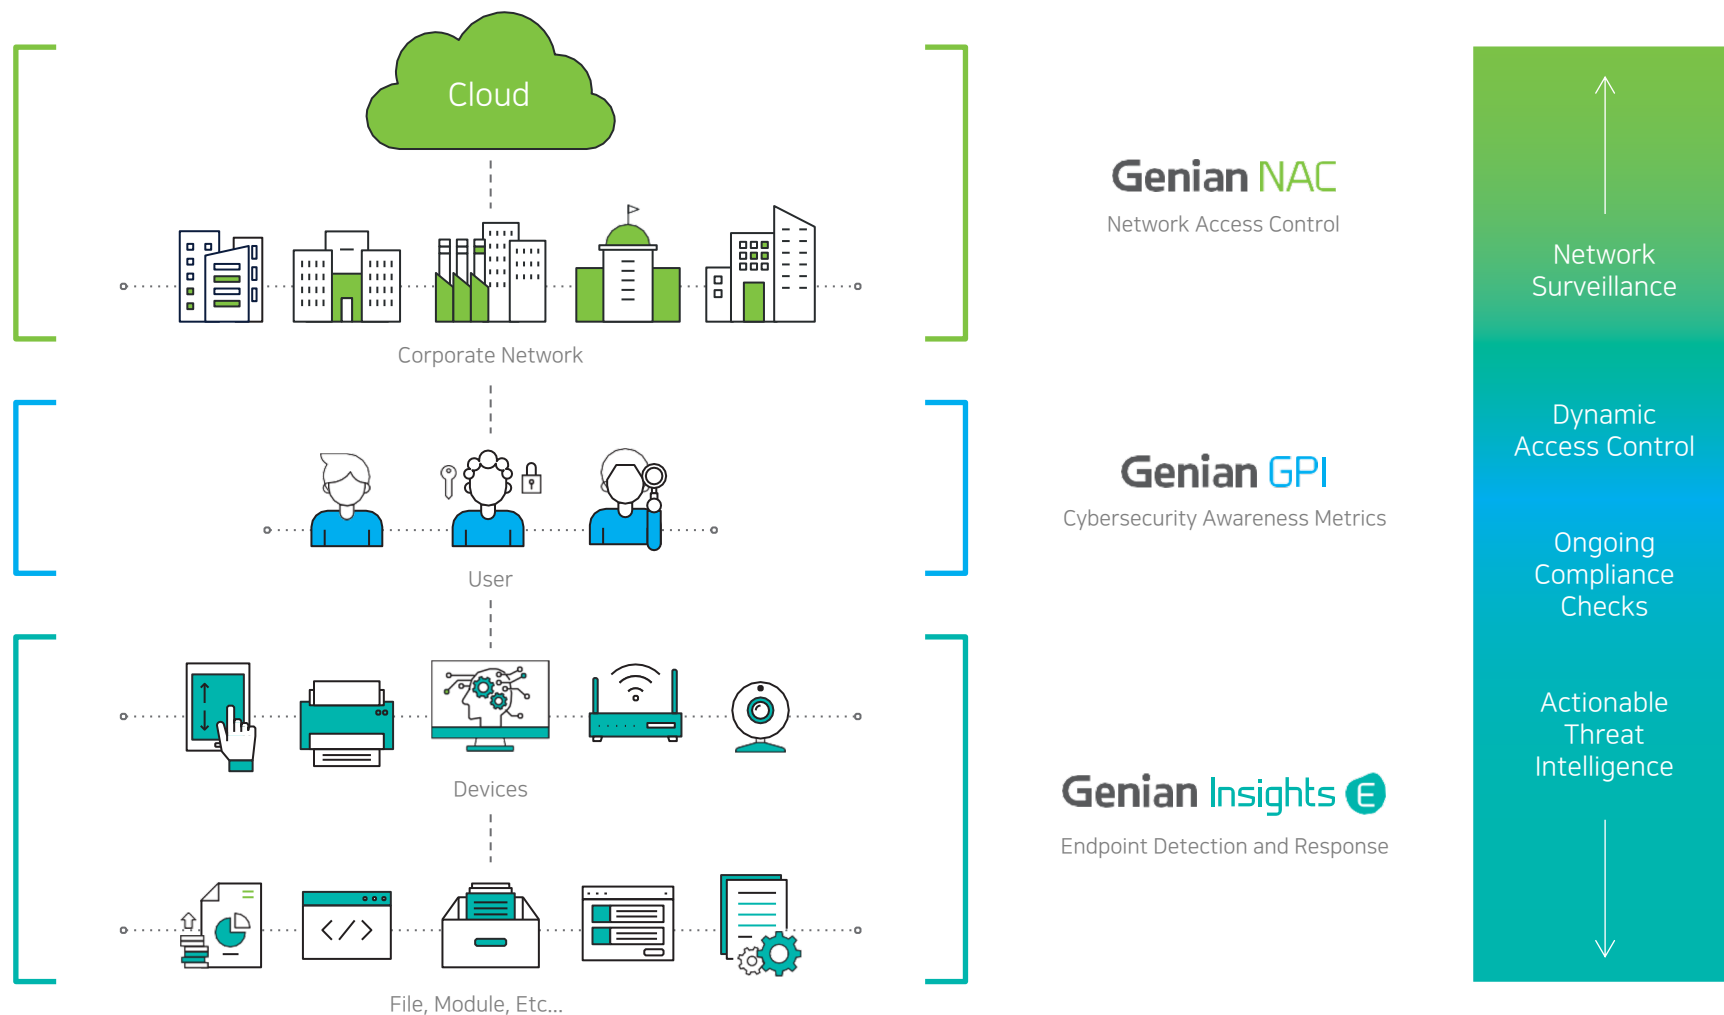 Cloud
Corporate Network
User
Devices
</>
File, Module, Etc...
Genian NAC
Network Access Control
Genian GPI
Cybersecurity Awareness Metrics
Genian Insights E
Endpoint Detection and Response
Network
Surveillance
Dynamic
Access Control
Ongoing
Compliance
Checks
Actionable
Threat
Intelligence